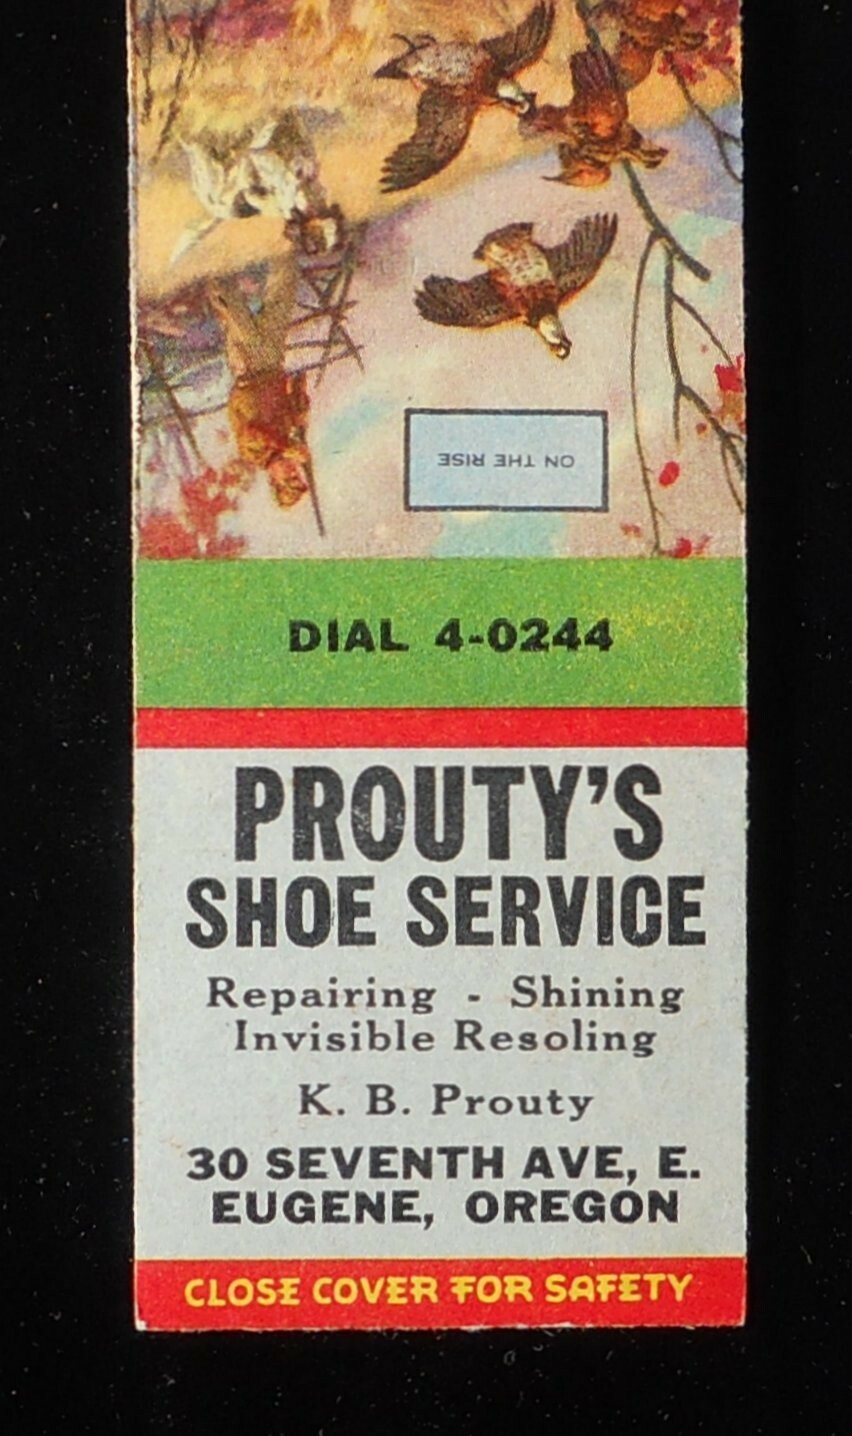 ON THE RISE
DIAL 4-0244
PROUTY'S
SHOE SERVICE
Repairing - Shining
Invisible Resoling
K. B. Prouty
30 SEVENTH AVE, E.
EUGENE, OREGON
CLOSE COVER FOR SAFETY